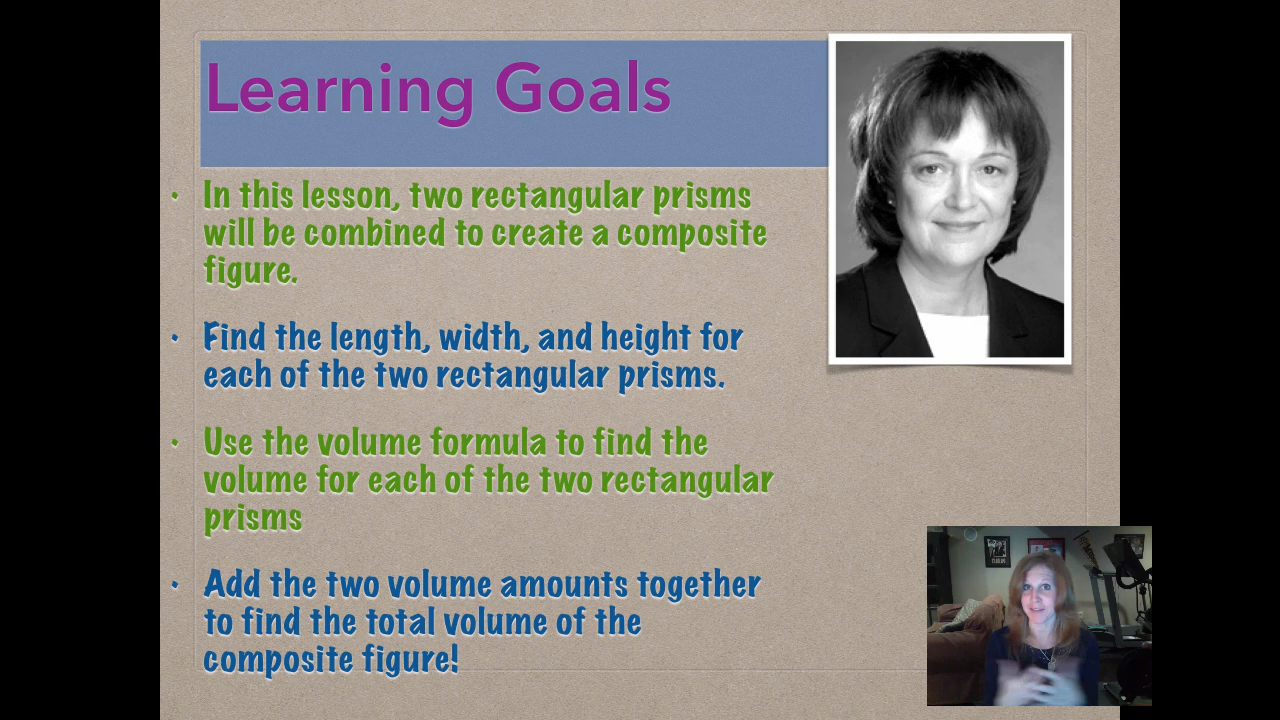 Learning Goals
• In this lesson, two rectangular prisms
will be combined to create a composite
figure.
• Find the length, width, and height for
each of the two rectangular prisms.
• Use the volume formula to find the
volume for each of the two rectangular
prisms
• Add the two volume amounts together
to find the total volume of the
composite figure!